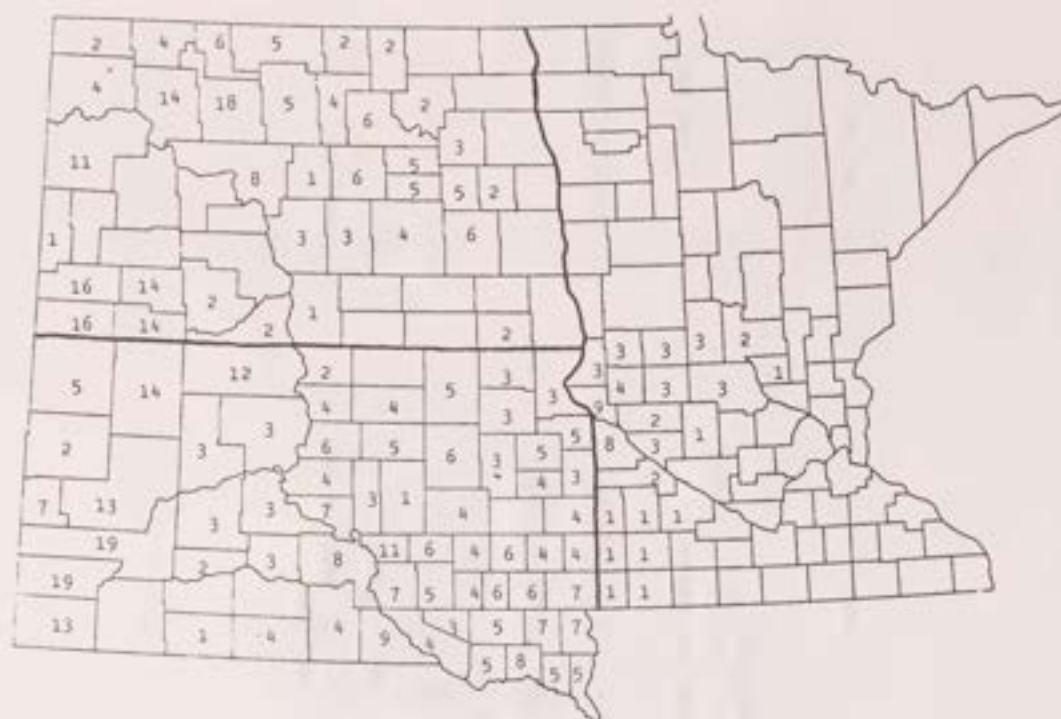 2 4 6 5 2 2
4 14 18 5 4 6 2
3
11 8 1 6 5
5 5 2
1 3 3 4 6
16 14 2 1
16 14 2 2
5 14 12 2 5 3 3 3 3 3 3 2
4 4 3 9 4 3 3 1
2 3 3 6 5 6 3 5 5 8 2 3 1
7 13 3 3 4 3 1 4 3 2
7 4 4 1 1 1
19 2 3 8 11 6 4 6 4 4 1 1
19 7 5 4 6 6 7 1 1
13 1 4 4 9 4 3 5 7 7
5 8 5 5